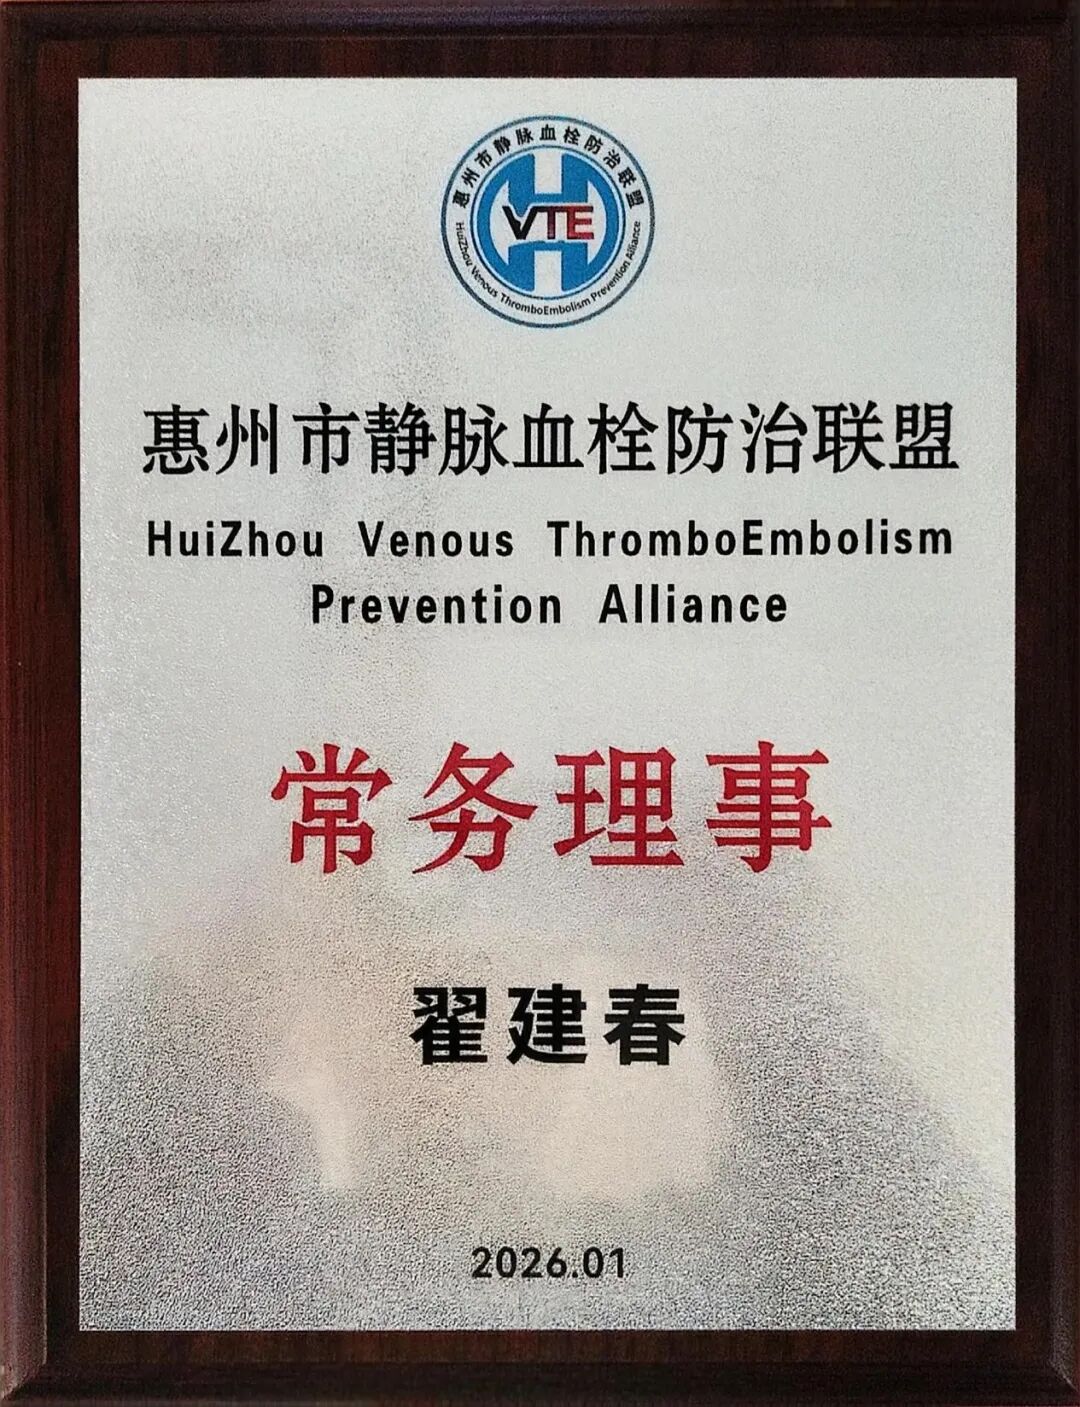 惠州市静脉血栓防治联盟
VTE
HuiZhou Venous ThromboEmbolism Prevention Alliance
惠州市静脉血栓防治联盟
HuiZhou Venous ThromboEmbolism
Prevention Alliance
常务理事
翟建春
2026.01